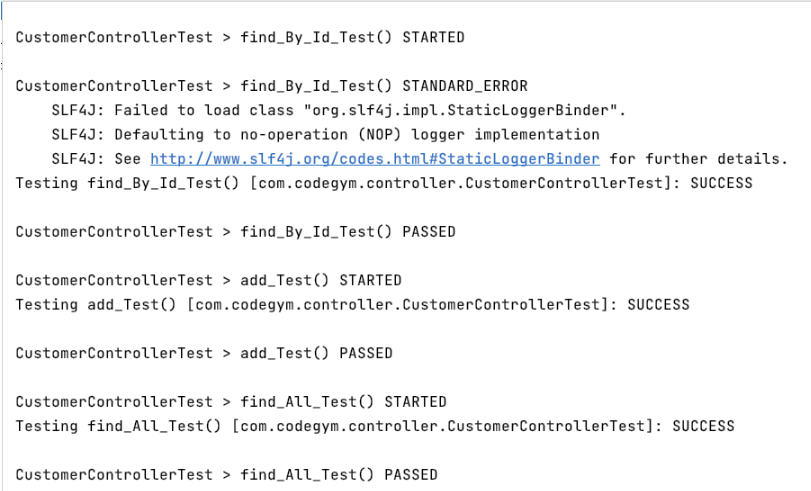 CustomerControllerTest > find_By_Id_Test() STARTED
CustomerControllerTest > find_By_Id_Test() STANDARD_ERROR
SLF4J: Failed to load class "org.slf4j.impl.StaticLoggerBinder".
SLF4J: Defaulting to no-operation (NOP) logger implementation
SLF4J: See http://www.slf4j.org/codes.html#StaticLoggerBinder for further details.
Testing find_By_Id_Test() [com.codegym.controller.CustomerControllerTest]: SUCCESS
CustomerControllerTest > find_By_Id_Test() PASSED
CustomerControllerTest > add_Test() STARTED
Testing add_Test() [com.codegym.controller.CustomerControllerTest]: SUCCESS
CustomerControllerTest > add_Test() PASSED
CustomerControllerTest > find_All_Test() STARTED
Testing find_All_Test() [com.codegym.controller.CustomerControllerTest]: SUCCESS
CustomerControllerTest > find_All_Test() PASSED